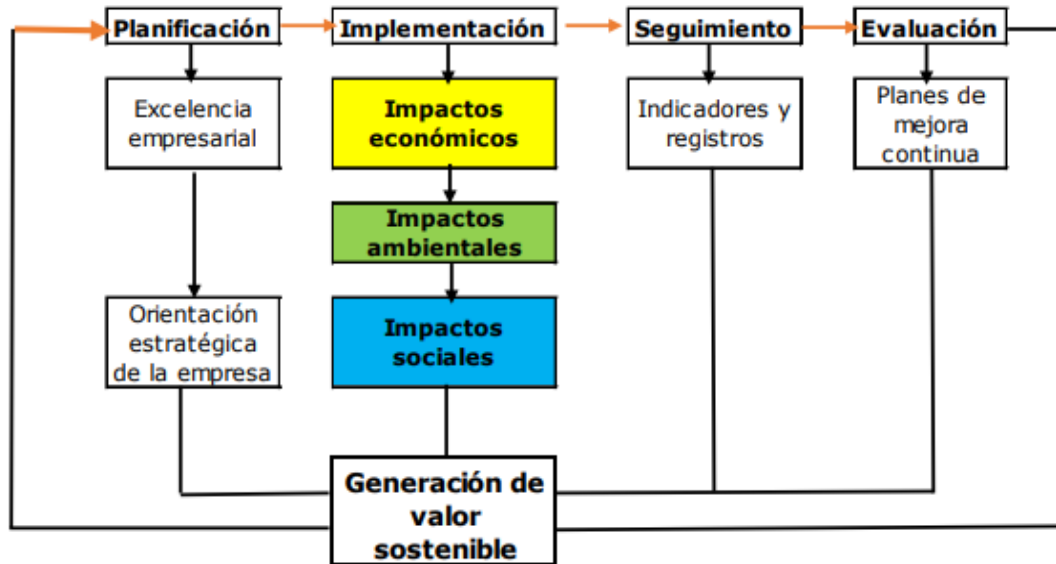 Planificación
Implementación
Seguimiento
Evaluación
Excelencia
empresarial
Impactos
económicos
Indicadores y
registros
Planes de
mejora
continua
Impactos
ambientales
Orientación
estratégica
de la empresa
Impactos
sociales
Generación de
valor
sostenible